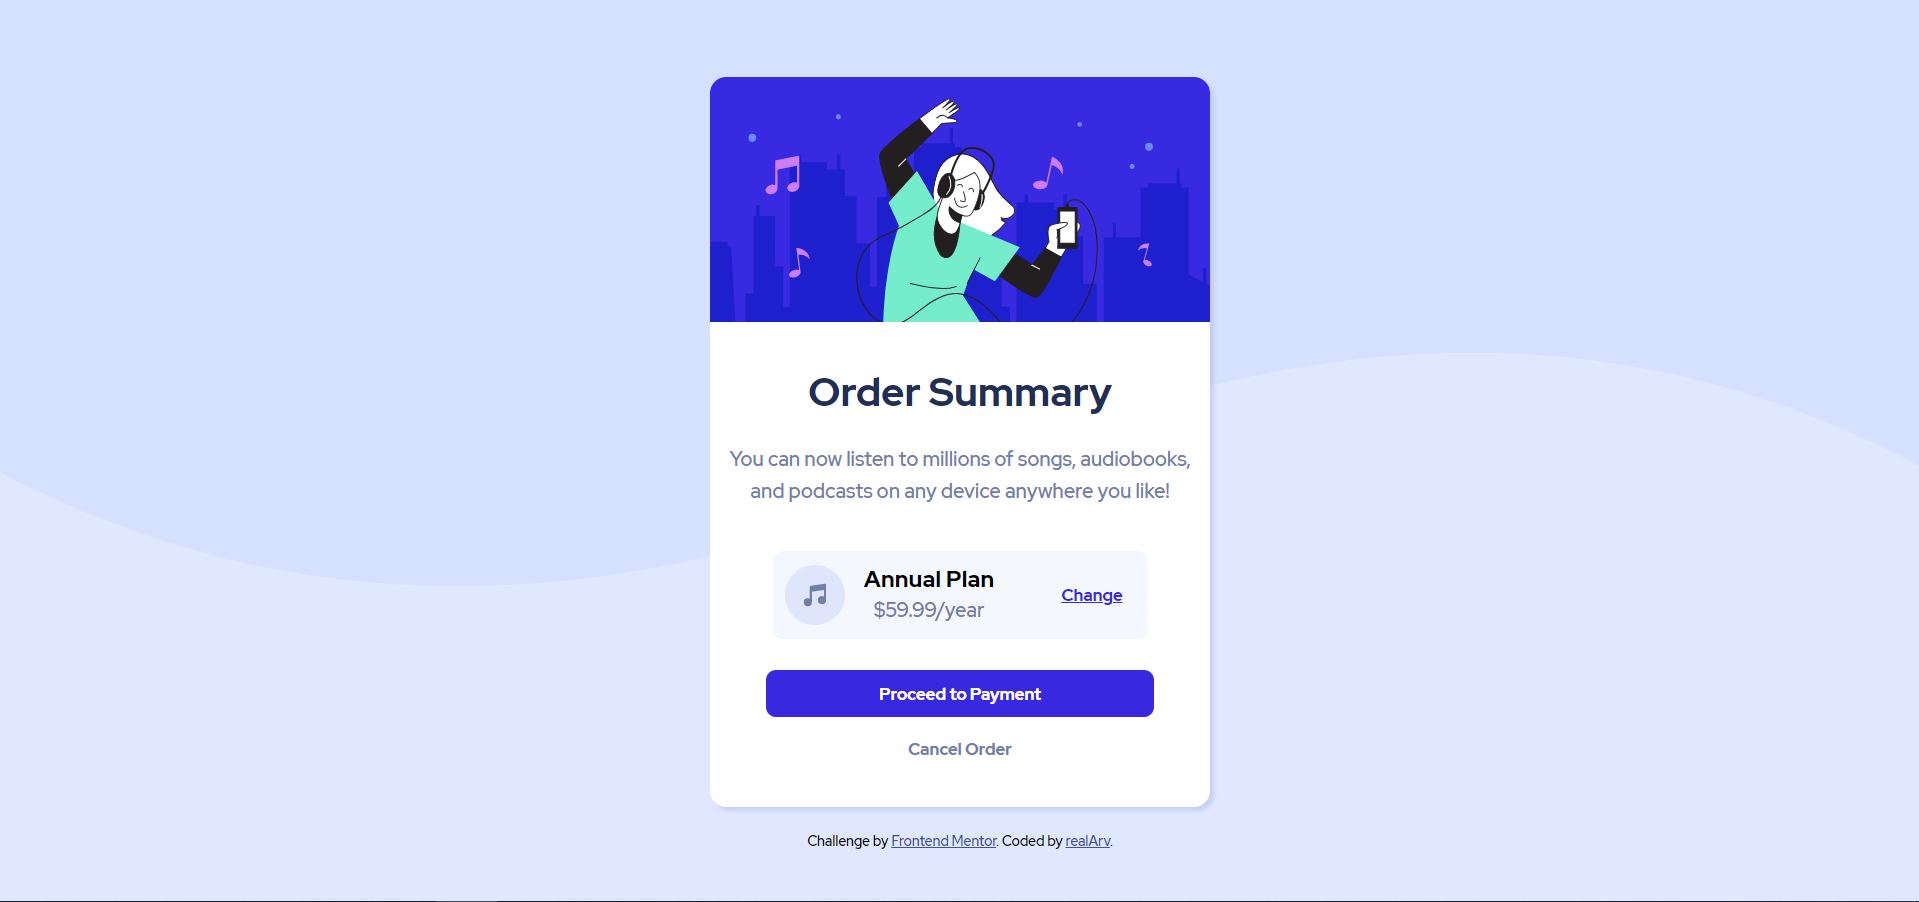 Order Summary
You can now listen to millions of songs, audiobooks,
and podcasts on any device anywhere you like!
Annual Plan
$59.99/year
Change
Proceed to Payment
Cancel Order
Challenge by Frontend Mentor. Coded by realArv.